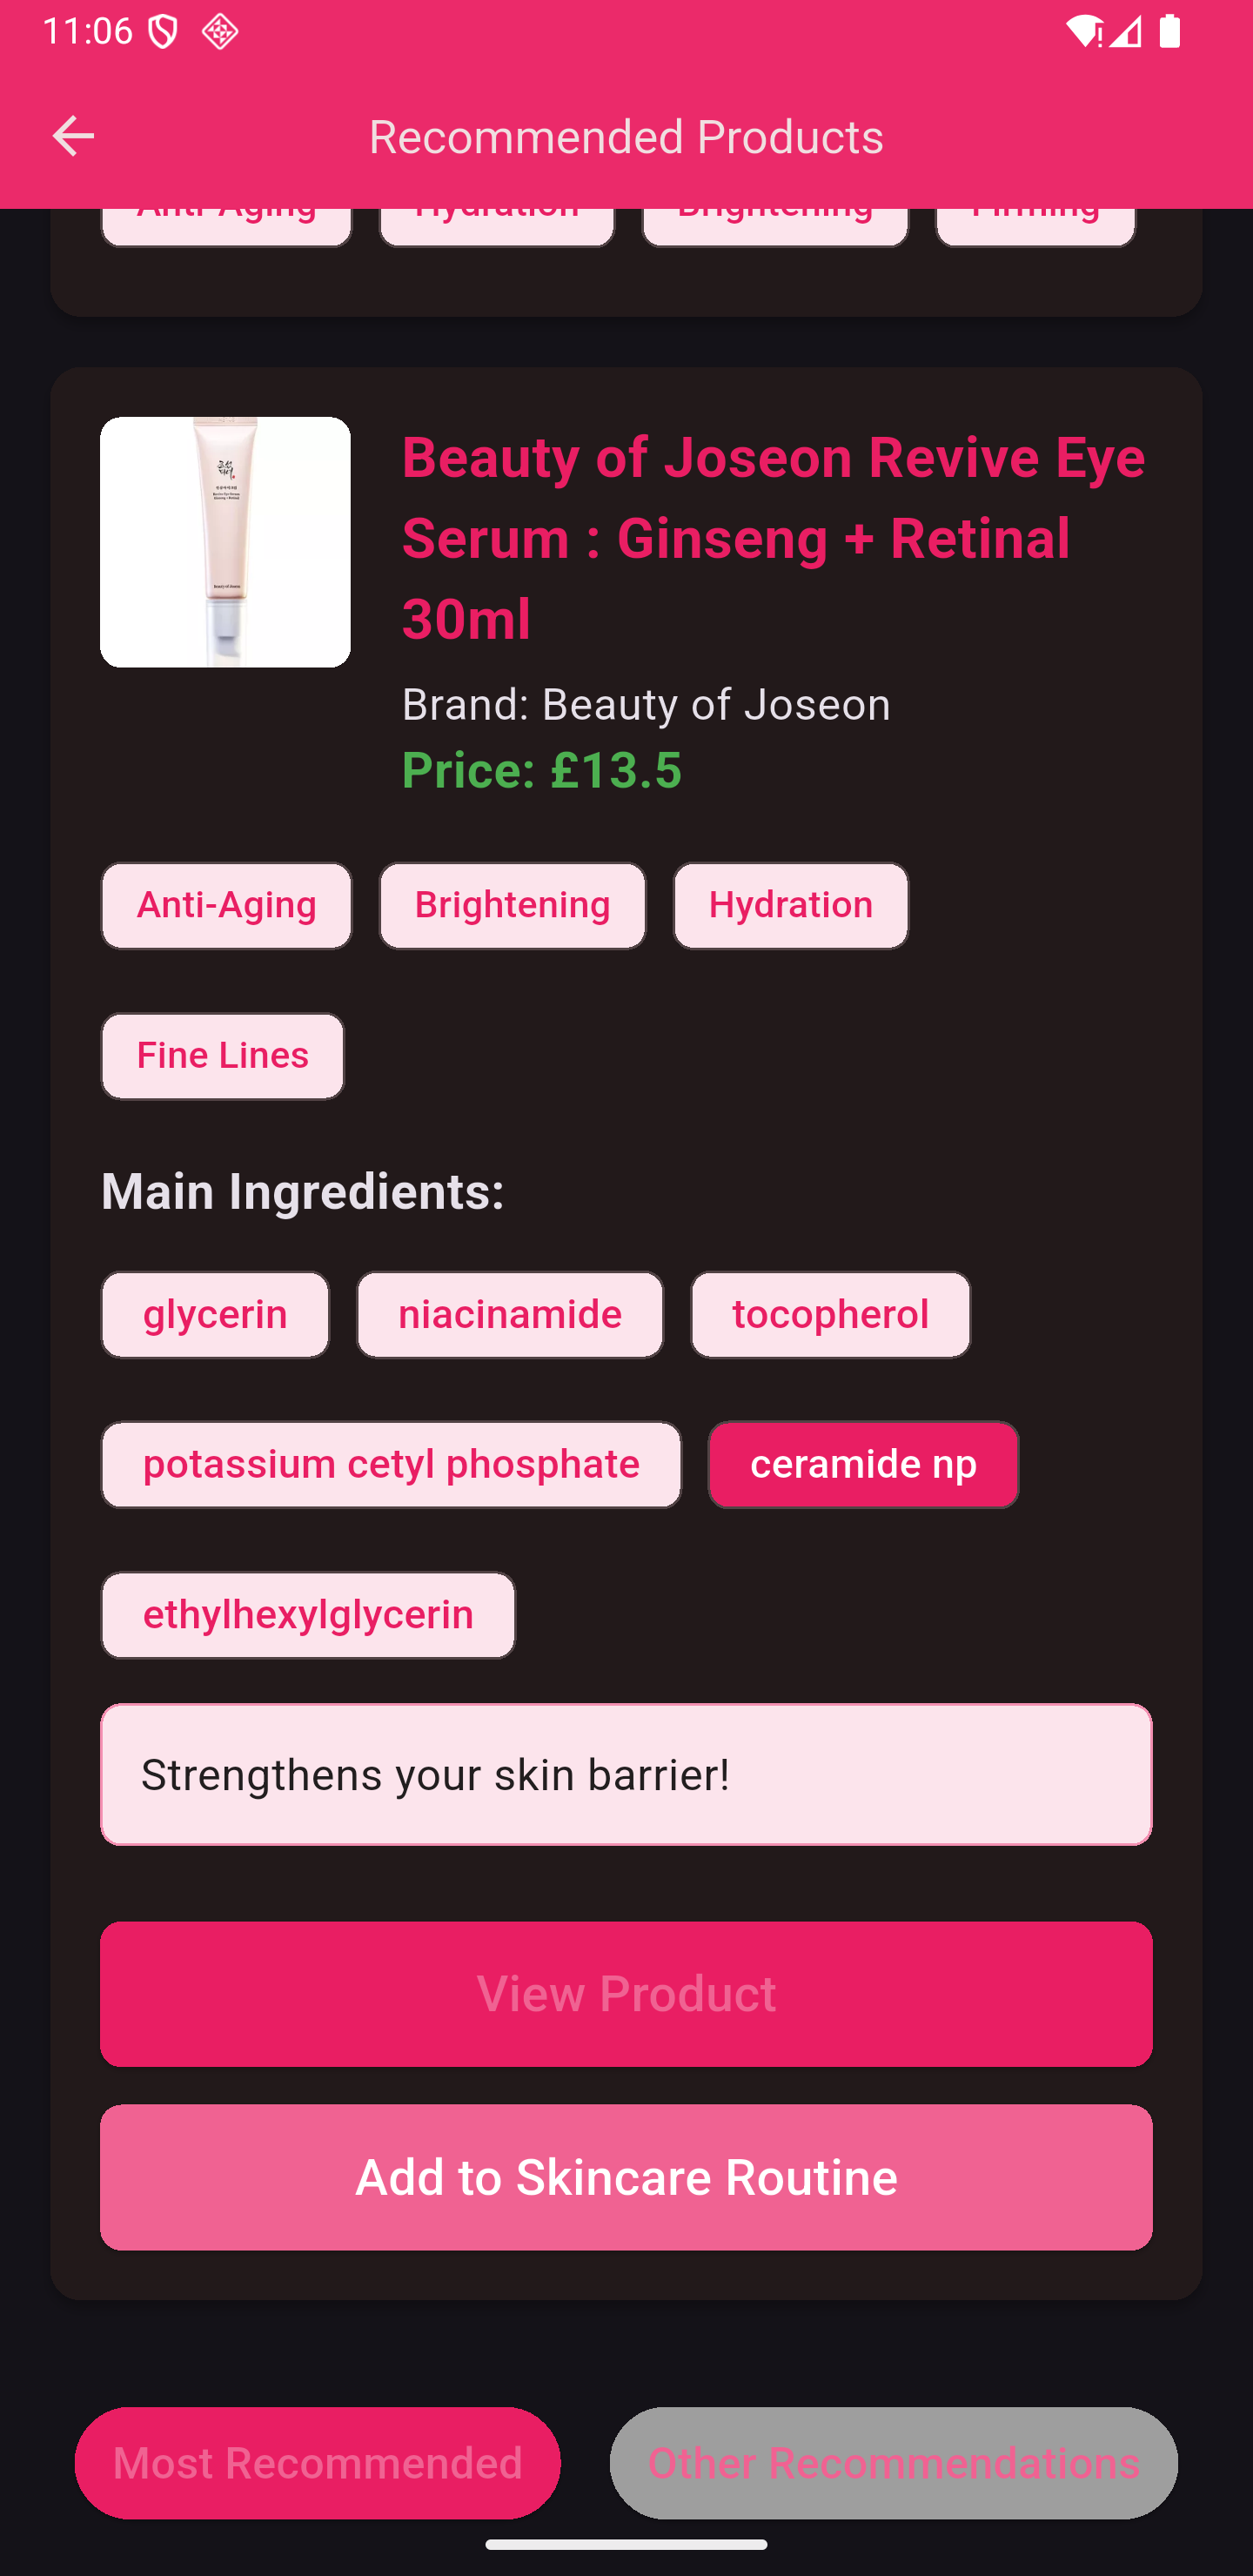 11:06
Recommended Products
Anti-Aging Hydration Brightening Firming
Beauty of Joseon Revive Eye
Serum : Ginseng + Retinal
30ml
Brand: Beauty of Joseon
Price: £13.5
Anti-Aging Brightening Hydration
Fine Lines
Main Ingredients:
glycerin niacinamide tocopherol
potassium cetyl phosphate ceramide np
ethylhexylglycerin
Strengthens your skin barrier!
View Product
Add to Skincare Routine
Most Recommended Other Recommendations